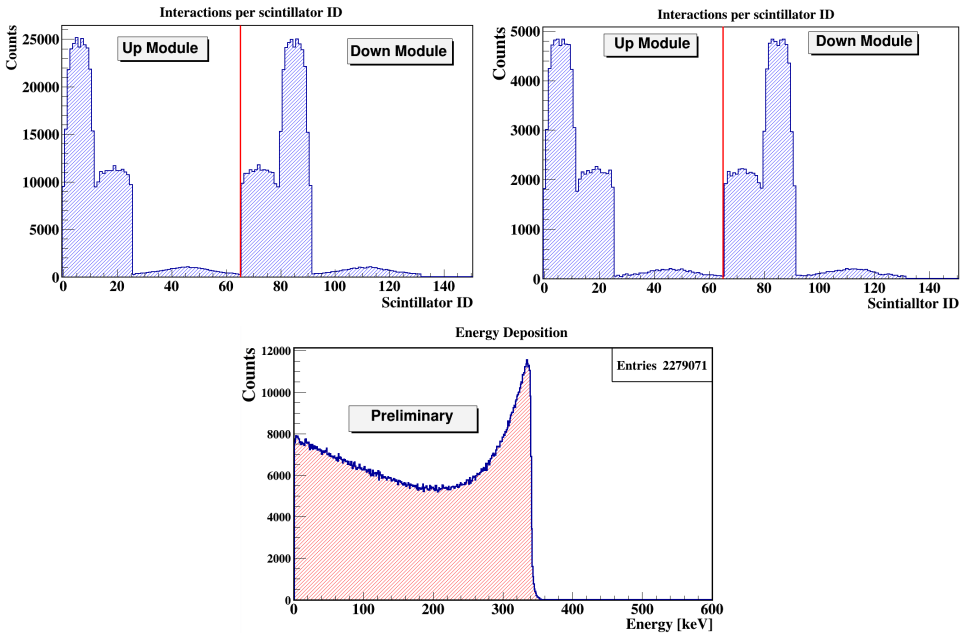 Interactions per scintillator ID
Counts
Up Module
Down Module
25000
20000
15000
10000
5000
0
0 20 40 60 80 100 120 140
Scintillator ID
Interactions per scintillator ID
Counts
Up Module
Down Module
5000
4000
3000
2000
1000
0
0 20 40 60 80 100 120 140
Scintialltor ID
Energy Deposition
Counts
Entries 2279071
Preliminary
12000
10000
8000
6000
4000
2000
0
0 100 200 300 400 500 600
Energy [keV]